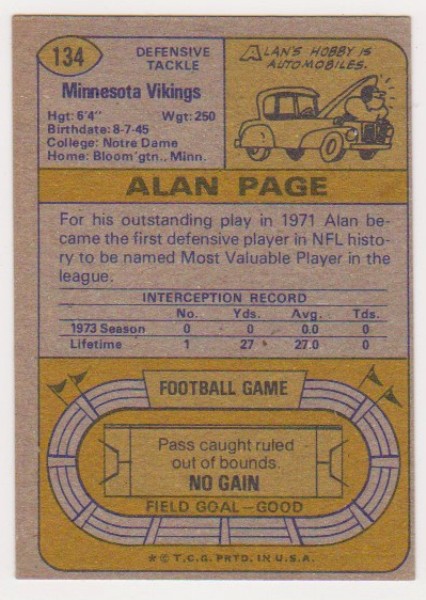 134
DEFENSIVE
TACKLE
Minnesota Vikings
Hgt: 6'4" Wgt: 250
Birthdate: 8-7-45
College: Notre Dame
Home: Bloom'gtn., Minn.
ALAN'S HOBBY IS
AUTOMOBILES.
ALAN PAGE
For his outstanding play in 1971 Alan be-
came the first defensive player in NFL histo-
ry to be named Most Valuable Player in the
league.
INTERCEPTION RECORD
No. Yds. Avg. Tds.
1973 Season 0 0 0.0 0
Lifetime 1 27 27.0 0
FOOTBALL GAME
Pass caught ruled
out of bounds.
NO GAIN
FIELD GOAL—GOOD
*© T.C.G. PRTD. IN U.S.A.